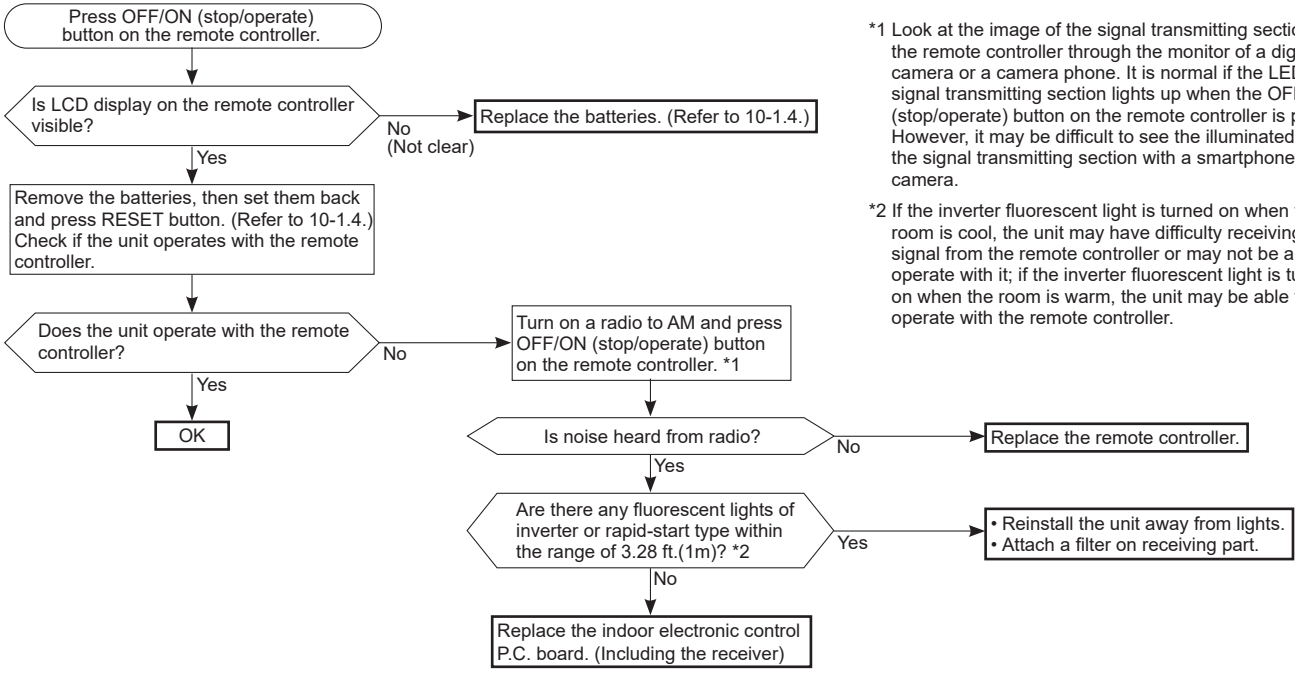 Press OFF/ON (stop/operate)
button on the remote controller.
Is LCD display on the remote controller
visible?
No
(Not clear)
Replace the batteries. (Refer to 10-1.4.)
Yes
Remove the batteries, then set them back
and press RESET button. (Refer to 10-1.4.)
Check if the unit operates with the remote
controller.
Does the unit operate with the remote
controller?
No
Yes
OK
Turn on a radio to AM and press
OFF/ON (stop/operate) button
on the remote controller. *1
Is noise heard from radio?
No
Replace the remote controller.
Yes
Are there any fluorescent lights of
inverter or rapid-start type within
the range of 3.28 ft.(1m)? *2
Yes
• Reinstall the unit away from lights.
• Attach a filter on receiving part.
No
Replace the indoor electronic control
P.C. board. (Including the receiver)
*1 Look at the image of the signal transmitting
the remote controller through the monitor of a
camera or a camera phone. It is normal if the
signal transmitting section lights up when the
(stop/operate) button on the remote controller is
However, it may be difficult to see the illuminated
the signal transmitting section with a smartphone
camera.
*2 If the inverter fluorescent light is turned on when
room is cool, the unit may have difficulty receiving
signal from the remote controller or may not be
operate with it; if the inverter fluorescent light is
on when the room is warm, the unit may be able
operate with the remote controller.